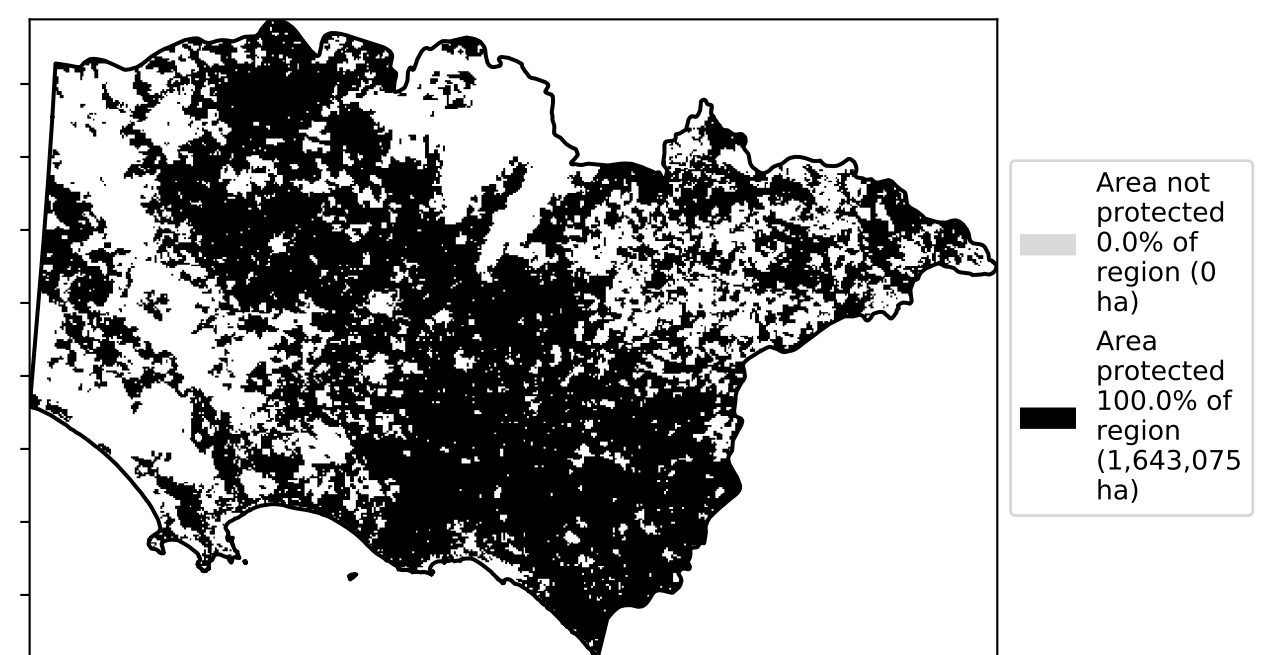 Area not
protected
0.0% of
region (0
ha)
Area
protected
100.0% of
region
(1,643,075
ha)